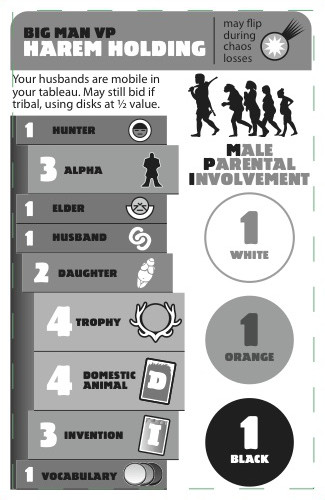 BIG MAN VP
HAREM HOLDING
may flip
during
chaos
losses
Your husbands are mobile in
your tableau. May still bid if
tribal, using disks at ½ value.
1 HUNTER
3 ALPHA
1 ELDER
1 HUSBAND
2 DAUGHTER
4 TROPHY
4 DOMESTIC
ANIMAL
D
3 INVENTION
I
1 VOCABULARY
MALE
PARENTAL
INVOLVEMENT
1
WHITE
1
ORANGE
1
BLACK